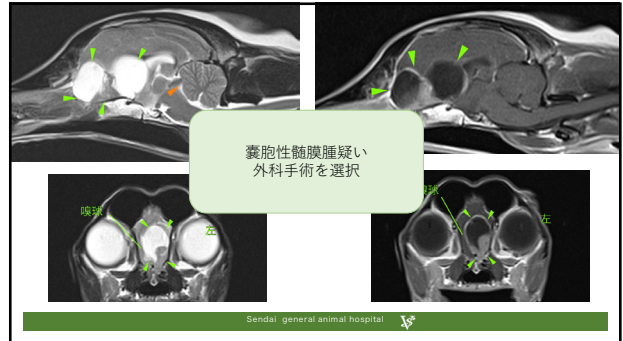 嚢胞性髄膜腫疑い
外科手術を選択
嗅球
左
嗅球
左
Sendai general animal hospital